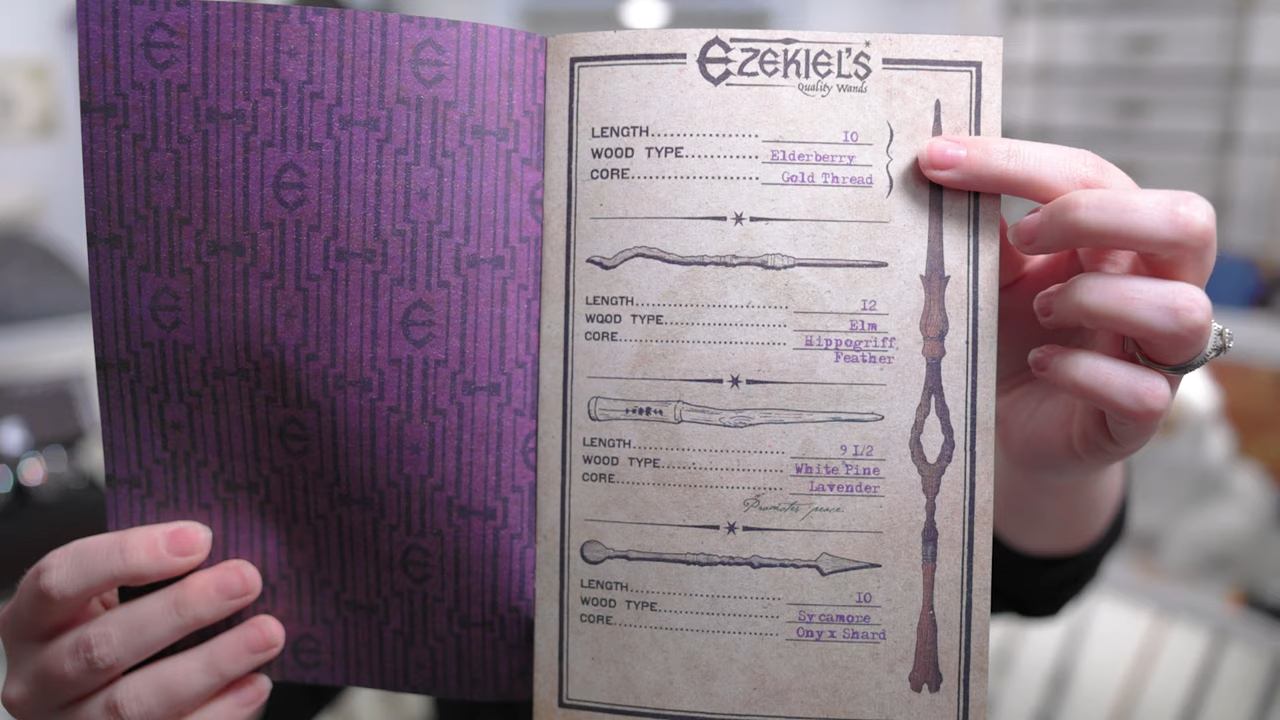 EZEKIEL'S
Quality Wands
LENGTH.................. 10
WOOD TYPE............ Elderberry
CORE..................... Gold Thread
LENGTH.......................... 12
WOOD TYPE..................... Elm
CORE............................. Hippogriff
Feather
LENGTH.......................... 9 1/2
WOOD TYPE..................... White Pine
CORE............................. Lavender
Promotes peace
LENGTH.......................... 10
WOOD TYPE..................... Sycamore
CORE............................. Onyx Shard